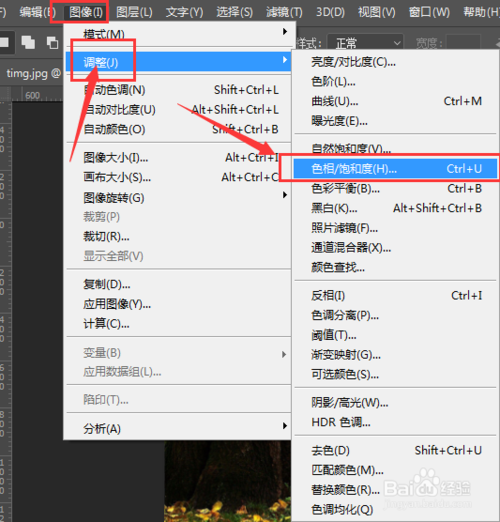 图像(I) 图层(L) 文字(Y) 选择(S) 滤镜(T) 3D(D) 视图(V) 窗口(W) 帮助(H)
正常 宽度:
timg.jpg @
600
模式(M)
调整(J)
自动色调(N) Shift+Ctrl+L
自动对比度(U) Alt+Shift+Ctrl+L
自动颜色(O) Shift+Ctrl+B
图像大小(I)... Alt+Ctrl+I
画布大小(S)... Alt+Ctrl+C
图像旋转(G)
裁剪(P)
裁切(R)...
显示全部(V)
复制(D)...
应用图像(Y)...
计算(C)...
变量(B)
应用数据组(L)...
陷印(T)...
分析(A)
亮度/对比度(C)...
色阶(L)...
曲线(U)... Ctrl+M
曝光度(E)...
自然饱和度(V)...
色相/饱和度(H)... Ctrl+U
色彩平衡(B)... Ctrl+B
黑白(K)... Alt+Shift+Ctrl+B
照片滤镜(F)...
通道混合器(X)...
颜色查找...
反相(I) Ctrl+I
色调分离(P)...
阈值(T)...
渐变映射(G)...
可选颜色(S)...
阴影/高光(W)...
HDR 色调...
去色(D) Shift+Ctrl+U
匹配颜色(M)...
替换颜色(R)...
色调均化(Q)
Baidu 经验